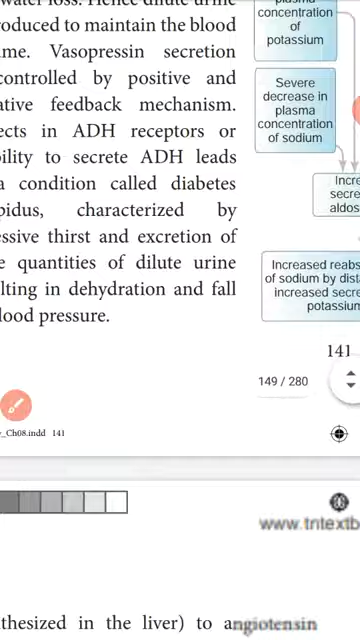 water loss. Hence dilute urine
roduced to maintain the blood
me. Vasopressin secretion
controlled by positive and
ative feedback mechanism.
ects in ADH receptors or
bility to secrete ADH leads
a condition called diabetes
pidus, characterized by
essive thirst and excretion of
e quantities of dilute urine
lting in dehydration and fall
lood pressure.
plasma
concentration
of
potassium
Severe
decrease in
plasma
concentration
of sodium
Incre
secre
aldos
Increased reabs
of sodium by dista
increased secre
potassium
141
149 / 280
_Ch08.indd 141
www.tntextb
nthesized in the liver) to angiotensin